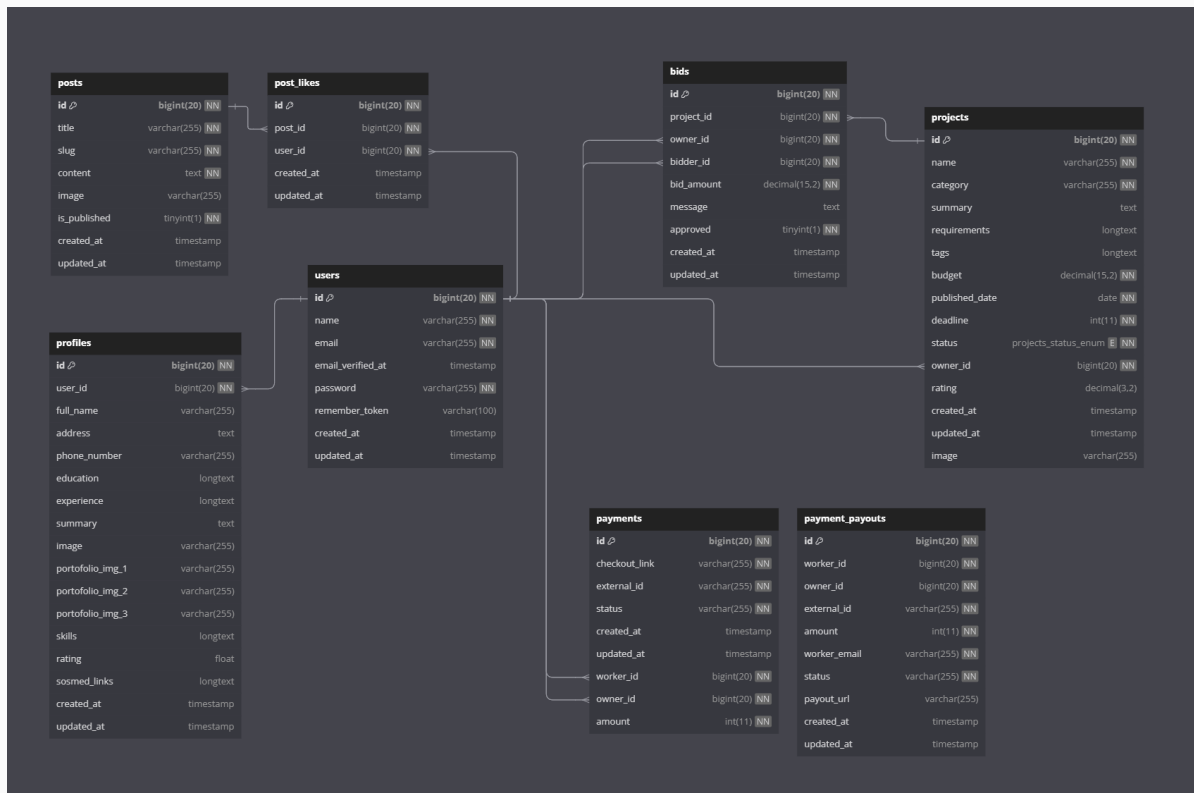 posts
id bigint(20) NN
title varchar(255) NN
slug varchar(255) NN
content text NN
image varchar(255)
is_published tinyint(1) NN
created_at timestamp
updated_at timestamp
post_likes
id bigint(20) NN
post_id bigint(20) NN
user_id bigint(20) NN
created_at timestamp
updated_at timestamp
bids
id bigint(20) NN
project_id bigint(20) NN
owner_id bigint(20) NN
bidder_id bigint(20) NN
bid_amount decimal(15,2) NN
message text
approved tinyint(1) NN
created_at timestamp
updated_at timestamp
projects
id bigint(20) NN
name varchar(255) NN
category varchar(255) NN
summary text
requirements longtext
tags longtext
budget decimal(15,2) NN
published_date date NN
deadline int(11) NN
status projects_status_enum E NN
owner_id bigint(20) NN
rating decimal(3,2)
created_at timestamp
updated_at timestamp
image varchar(255)
users
id bigint(20) NN
name varchar(255) NN
email varchar(255) NN
email_verified_at timestamp
password varchar(255) NN
remember_token varchar(100)
created_at timestamp
updated_at timestamp
profiles
id bigint(20) NN
user_id bigint(20) NN
full_name varchar(255)
address text
phone_number varchar(255)
education longtext
experience longtext
summary text
image varchar(255)
portofolio_img_1 varchar(255)
portofolio_img_2 varchar(255)
portofolio_img_3 varchar(255)
skills longtext
rating float
sosmed_links longtext
created_at timestamp
updated_at timestamp
payments
id bigint(20) NN
checkout_link varchar(255) NN
external_id varchar(255) NN
status varchar(255) NN
created_at timestamp
updated_at timestamp
worker_id bigint(20) NN
owner_id bigint(20) NN
amount int(11) NN
payment_payouts
id bigint(20) NN
worker_id bigint(20) NN
owner_id bigint(20) NN
external_id varchar(255) NN
amount int(11) NN
worker_email varchar(255) NN
status varchar(255) NN
payout_url varchar(255)
created_at timestamp
updated_at timestamp